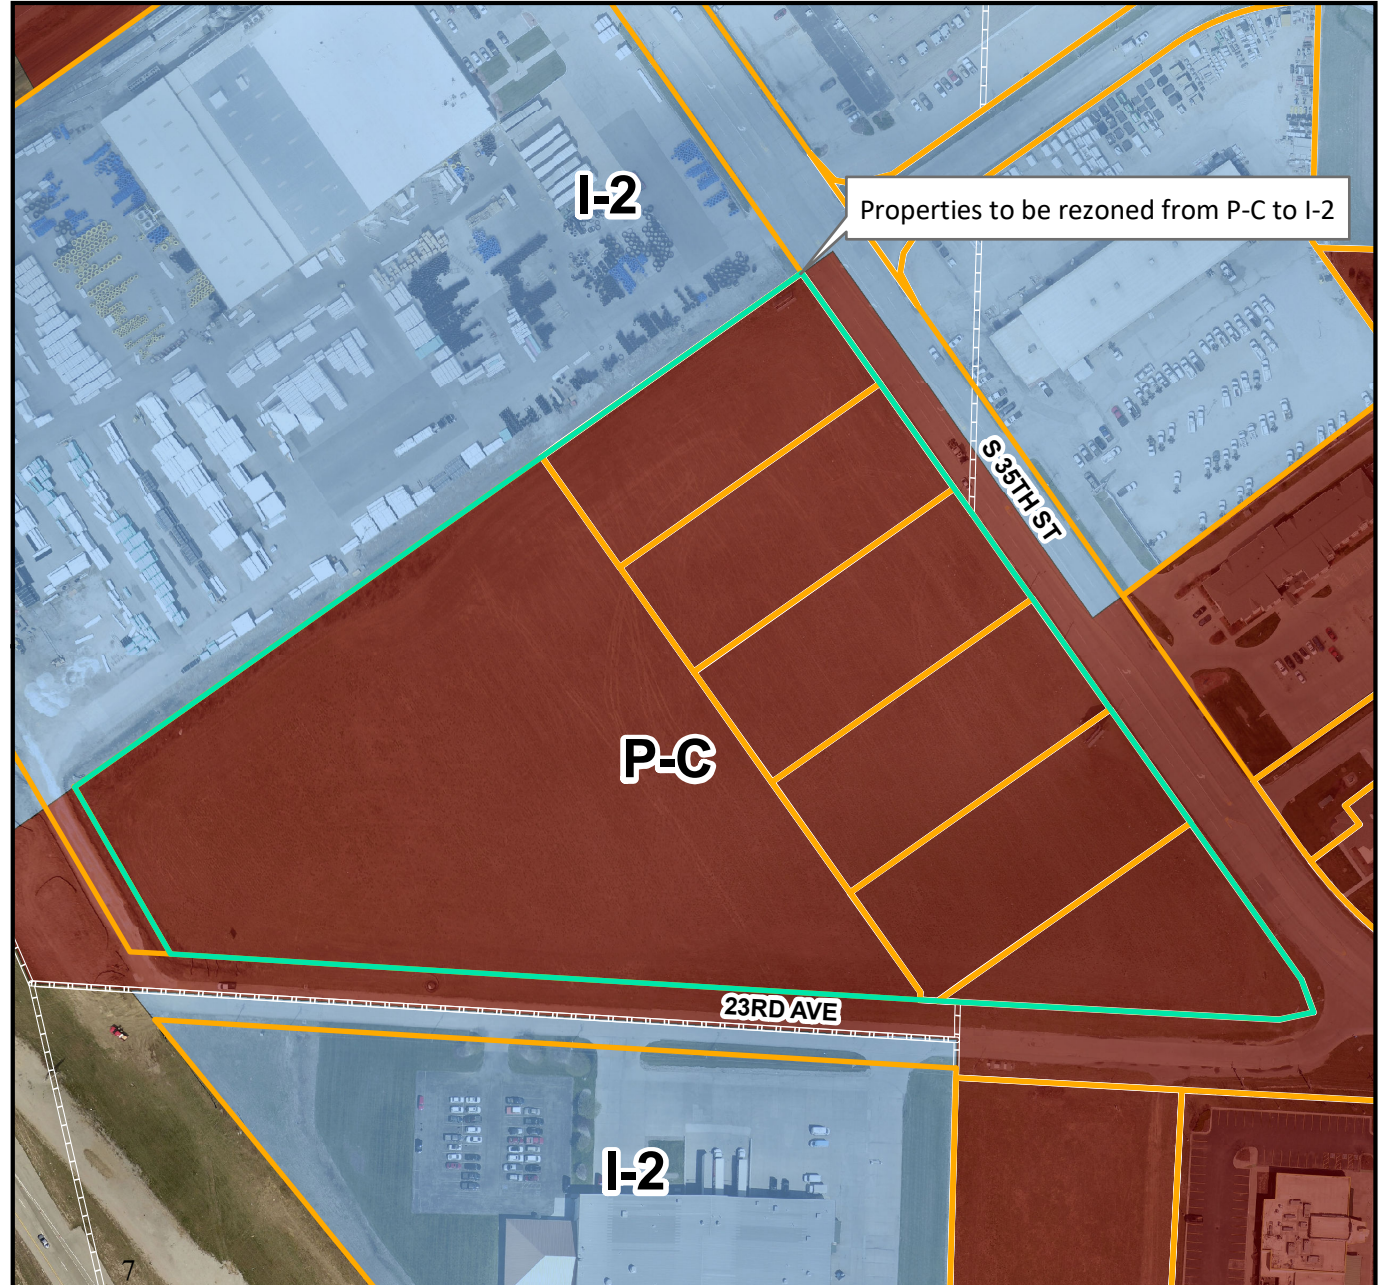 I-2
Properties to be rezoned from P-C to I-2
S 35TH ST
P-C
23RD AVE
I-2
7